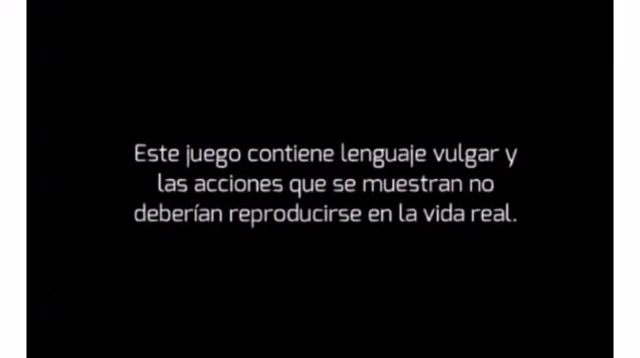 Este juego contiene lenguaje vulgar y
las acciones que se muestran no
deberían reproducirse en la vida real.